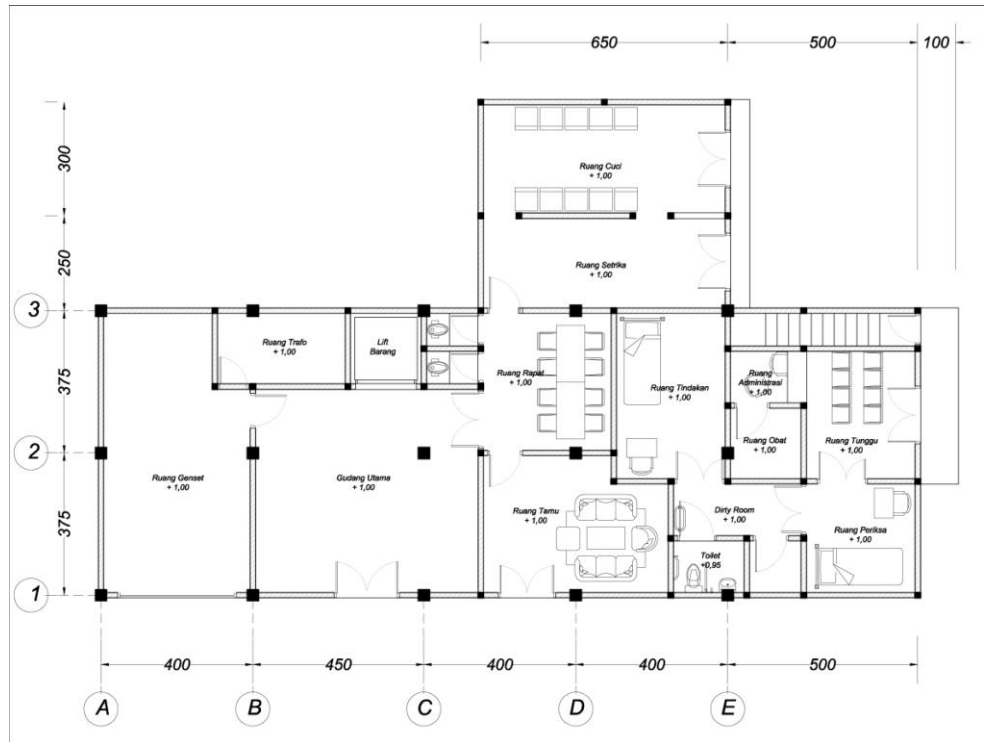 650
500
100
300
Ruang Cuci
+ 1,00
250
Ruang Setrika
+ 1,00
3
Ruang Trafo
+ 1,00
Lift
Barang
375
Ruang Rapat
+ 1,00
Ruang Tindakan
+ 1,00
Ruang
Administrasi
+ 1,00
Ruang Obat
+ 1,00
Ruang Tunggu
+ 1,00
2
Ruang Genset
+ 1,00
Gudang Utama
+ 1,00
375
Ruang Tamu
+ 1,00
Dirty Room
+ 1,00
Ruang Periksa
+ 1,00
Toilet
+0,95
1
400
450
400
400
500
A
B
C
D
E